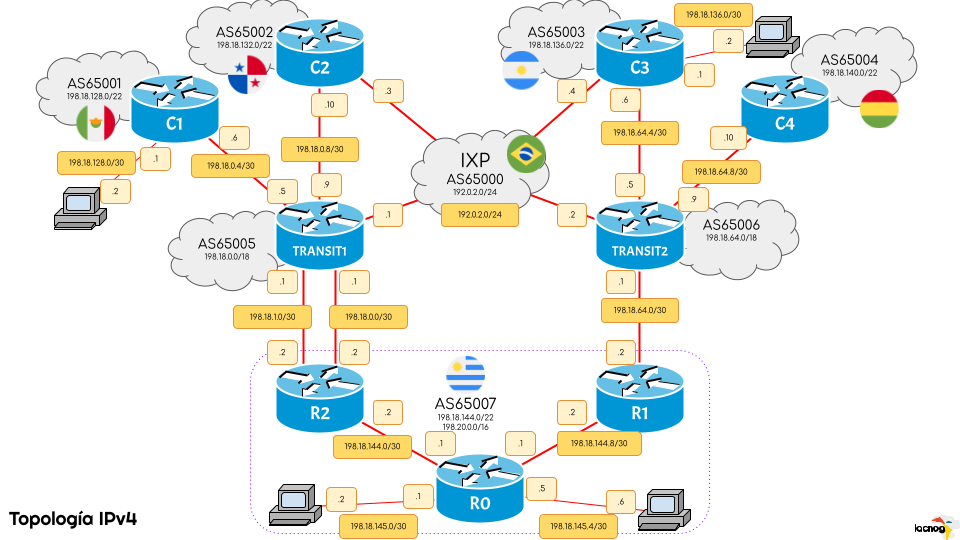 AS65002
198.18.132.0/22
C2
AS65003
198.18.136.0/22
C3
198.18.136.0/30
.2
.1
AS65004
198.18.140.0/22
C4
AS65001
198.18.128.0/22
C1
.3
.4
.6
.10
.10
.6
198.18.128.0/30
.1
.2
198.18.0.4/30
198.18.0.8/30
198.18.64.4/30
198.18.64.8/30
IXP
AS65000
192.0.2.0/24
192.0.2.0/24
.5
.9
.1
.2
.5
.9
AS65005
198.18.0.0/18
TRANSIT1
TRANSIT2
AS65006
198.18.64.0/18
.1
.1
.1
198.18.1.0/30
198.18.0.0/30
198.18.64.0/30
.2
.2
.2
R2
R1
AS65007
198.18.144.0/22
198.20.0.0/16
.2
.2
198.18.144.0/30
.1
.1
198.18.144.8/30
R0
.2
.1
.5
.6
198.18.145.0/30
198.18.145.4/30
Topología IPv4
lacnog